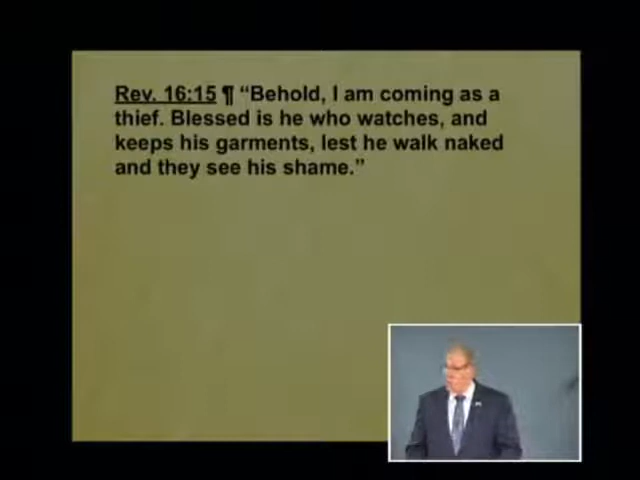 Rev. 16:15 ¶ “Behold, I am coming as a
thief. Blessed is he who watches, and
keeps his garments, lest he walk naked
and they see his shame.”